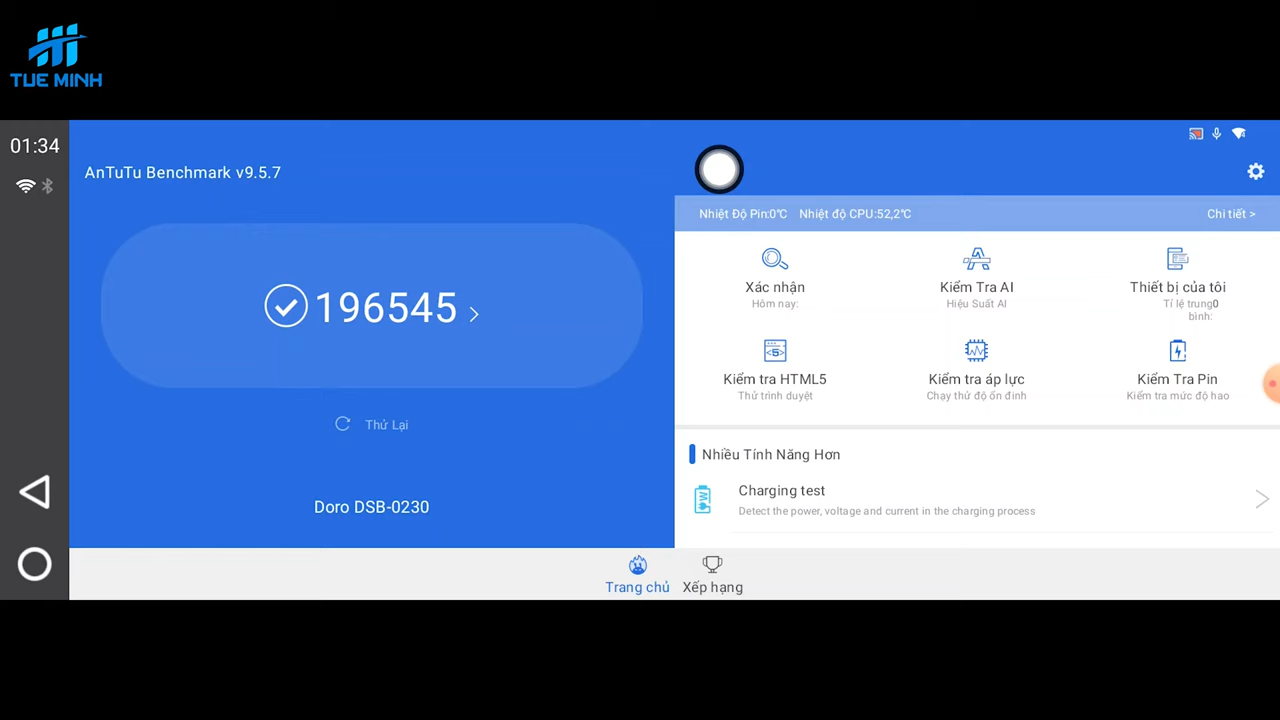 TUE MINH
01:34
AnTuTu Benchmark v9.5.7
196545
Thử Lại
Doro DSB-0230
Nhiệt Độ Pin:0℃ Nhiệt độ CPU:52,2℃ Chi tiết >
Xác nhận
Hôm nay:
Kiểm Tra AI
Hiệu Suất AI
Thiết bị của tôi
Tỉ lệ trung0
bình:
Kiểm tra HTML5
Thử trình duyệt
Kiểm tra áp lực
Chạy thử độ ổn đinh
Kiểm Tra Pin
Kiểm tra mức độ hao
Nhiều Tính Năng Hơn
Charging test
Detect the power, voltage and current in the charging process
Trang chủ
Xếp hạng